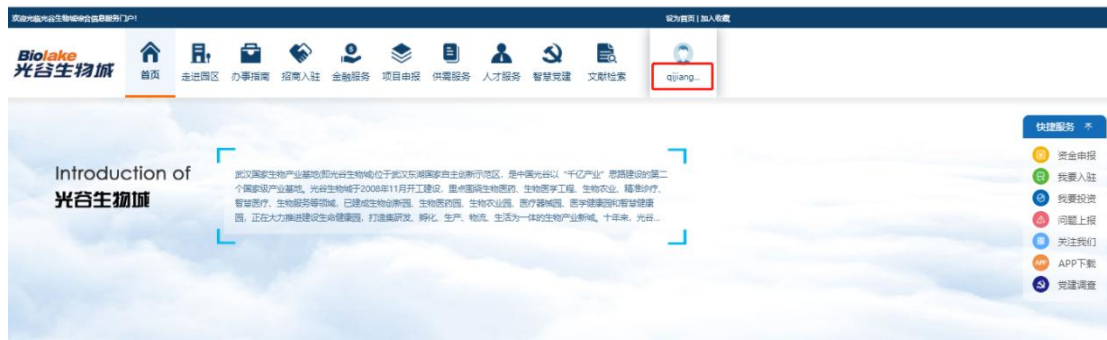 欢迎光临光谷生物城综合信息服务门户!
设为首页 | 加入收藏
Biolake
光谷生物城
首页
走进园区
办事指南
招商入驻
金融服务
项目申报
供需服务
人才服务
智慧党建
文献检索
qijiang...
快捷服务
资金申报
我要入驻
我要投资
问题上报
关注我们
APP
APP下载
党建调查
Introduction of
光谷生物城
武汉国家生物产业基地(即光谷生物城)位于武汉东湖国家自主创新示范区，是中国光谷以“千亿产业”思路建设的第二
个国家级产业基地。光谷生物城于2008年11月开工建设，重点围绕生物医药、生物医学工程、生物农业、精准诊疗、
智慧医疗、生物服务等领域，已建成生物创新园、生物医药园、生物农业园、医疗器械园、医学健康园和智慧健康
园，正在大力推进建设生命健康园，打造集研发、孵化、生产、物流、生活为一体的生物产业新城。十年来，光谷...